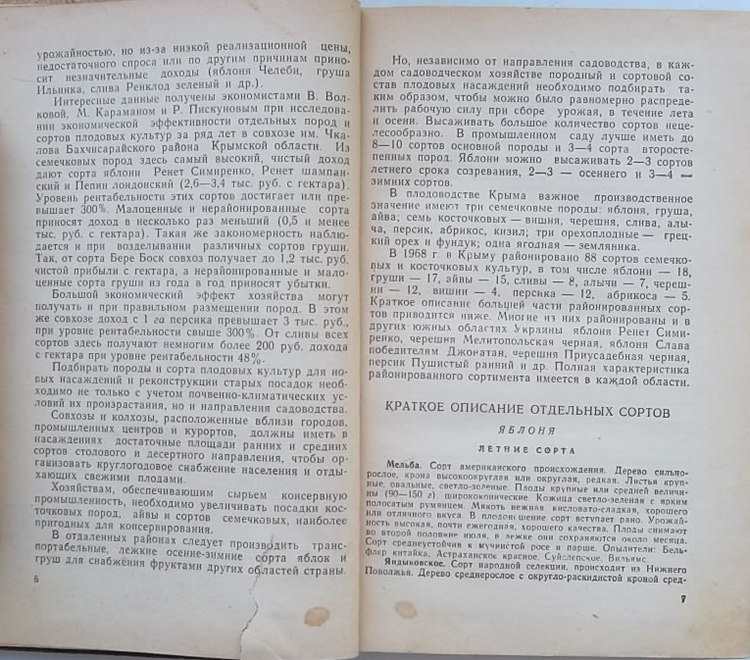 урожайностью, но из-за низкой реализационной цены,
недостаточного спроса или по другим причинам прино-
сит незначительные доходы (яблоня Челеби, груша
Ильинка, слива Ренклод зеленый и др.).
Интересные данные получены экономистами В. Вол-
ковой, М. Караманом и Р. Пискуновым при исследова-
нии экономической эффективности отдельных пород и
сортов плодовых культур за ряд лет в совхозе им. Чка-
лова Бахчисарайского района Крымской области. Из
семечковых пород здесь самый высокий, чистый доход
дают сорта яблони Ренет Симиренко, Ренет шампан-
ский и Пепин лондонский (2,6—3,4 тыс. руб. с гектара).
Уровень рентабельности этих сортов достигает или пре-
вышает 300%. Малоценные и нерайонированные сорта
приносят доход в несколько раз меньший (0,5 и менее
тыс. руб. с гектара). Такая же закономерность наблю-
дается и при возделывании различных сортов груши.
Так, от сорта Бере Боск совхоз получает до 1,2 тыс. руб.
чистой прибыли с гектара, а нерайонированные и мало-
ценные сорта груши из года в год приносят убытки.
Большой экономический эффект хозяйства могут
получать и при правильном размещении пород. В этом
же совхозе доход с 1 га персика превышает 3 тыс. руб.,
при уровне рентабельности свыше 300%. От сливы всех
сортов здесь получают немногим более 200 руб. дохода
с гектара при уровне рентабельности 48%.
Подбирать породы и сорта плодовых культур для но-
вых насаждений и реконструкции старых посадок необ-
ходимо не только с учетом почвенно-климатических ус-
ловий их произрастания, но и направления садоводства.
Совхозы и колхозы, расположенные вблизи городов,
промышленных центров и курортов, должны иметь в
насаждениях достаточные площади ранних и средних
сортов столового и десертного направления, чтобы ор-
ганизовать круглогодовое снабжение населения и отды-
хающих свежими плодами.
Хозяйствам, обеспечивающим сырьем консервную
промышленность, необходимо увеличивать посадки кос-
точковых пород, айвы и сортов семечковых, наиболее
пригодных для консервирования.
В отдаленных районах следует производить транс-
портабельные, лежкие осенне-зимние сорта яблок и
груш для снабжения фруктами других областей страны.
6
Но, независимо от направления садоводства, в каж-
дом садоводческом хозяйстве породный и сортовой со-
став плодовых насаждений необходимо подбирать та-
ким образом, чтобы можно было равномерно распреде-
лить рабочую силу при сборе урожая, в течение лета
и осени. Высаживать большое количество сортов неце-
лесообразно. В промышленном саду лучше иметь до
8—10 сортов основной породы и 3—4 сорта второсте-
пенных пород. Яблони можно высаживать 2—3 сортов
летнего срока созревания, 2—3 — осеннего и 3—4 —
зимних сортов.
В плодоводстве Крыма важное производственное
значение имеют три семечковые породы: яблоня, груша,
айва; семь косточковых — вишня, черешня, слива, алы-
ча, персик, абрикос, кизил; три орехоплодные — грец-
кий орех и фундук; одна ягодная — земляника.
В 1968 г. в Крыму районировано 88 сортов семечко-
вых и косточковых культур, в том числе яблони — 18,
груши — 17, айвы — 15, сливы — 8, алычи — 7, череш-
ни — 12, вишни — 4, персика — 12, абрикоса — 5.
Краткое описание большей части районированных сор-
тов приводится ниже. Многие из них районированы и в
других южных областях Украины яблоня Ренет Сими-
ренко, черешня Мелитопольская черная, яблоня Слава
победителям Джонатан, черешня Приусадебная черная,
персик Пушистый ранний и др. Полная характеристика
районированного сортимента имеется в каждой области.
КРАТКОЕ ОПИСАНИЕ ОТДЕЛЬНЫХ СОРТОВ
ЯБЛОНЯ
ЛЕТНИЕ СОРТА
Мельба. Сорт американского происхождения. Дерево сильно-
рослое, крона высокоокруглая или округлая, редкая. Листья круп-
ные, овальные, светло-зеленые. Плоды крупные или средней величи-
ны (90—150 г), ширококонические Кожица светло-зеленая с ярким
полосатым румянцем. Мякоть нежная, кисловато-сладкая, хорошего
или отличного вкуса. В плодоношение сорт вступает рано. Урожай-
ность высокая, почти ежегодная, хорошего качества. Плоды снимают
во второй половине июля, в лежке они сохраняются около месяца.
Сорт среднеустойчив к мучнистой росе и парше. Опылители: Бель-
флер китайка, Астраханское красное, Суйслепское, Вильямс.
Яндыковское. Сорт народной селекции, происходит из Нижнего
Поволжья. Дерево среднерослое с округло-раскидистой кроной сред-
7